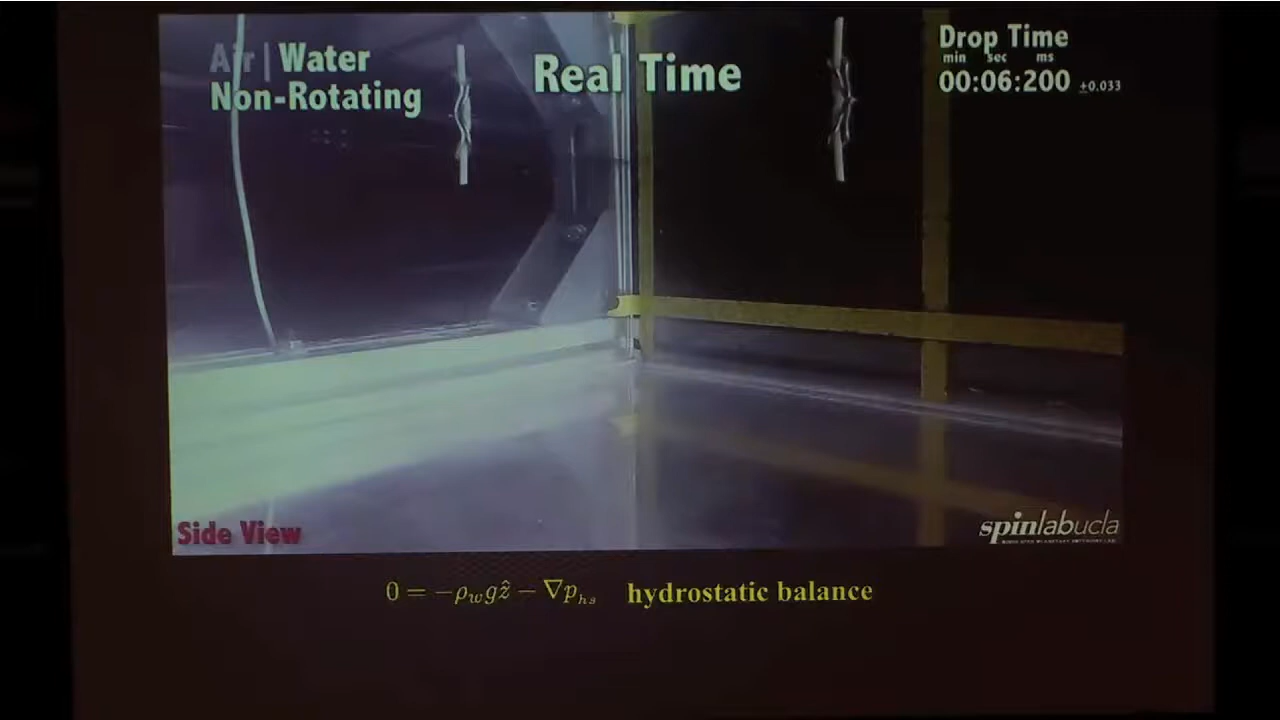 Air | Water
Non-Rotating
Real Time
Drop Time
min sec ms
00:06:200 ±0.033
Side View
spinlabucla
0 = −ρ_w g ẑ − ∇p_hs hydrostatic balance